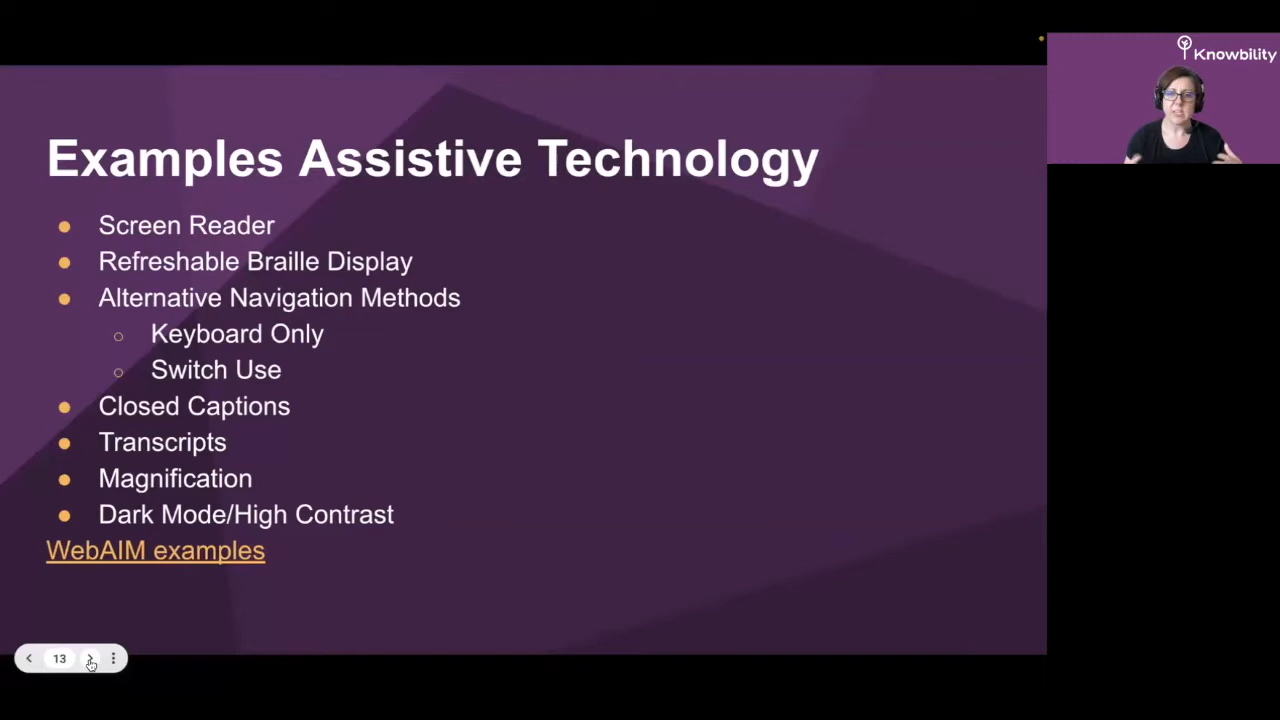 Knowbility
Examples Assistive Technology
Screen Reader
Refreshable Braille Display
Alternative Navigation Methods
Keyboard Only
Switch Use
Closed Captions
Transcripts
Magnification
Dark Mode/High Contrast
WebAIM examples
13